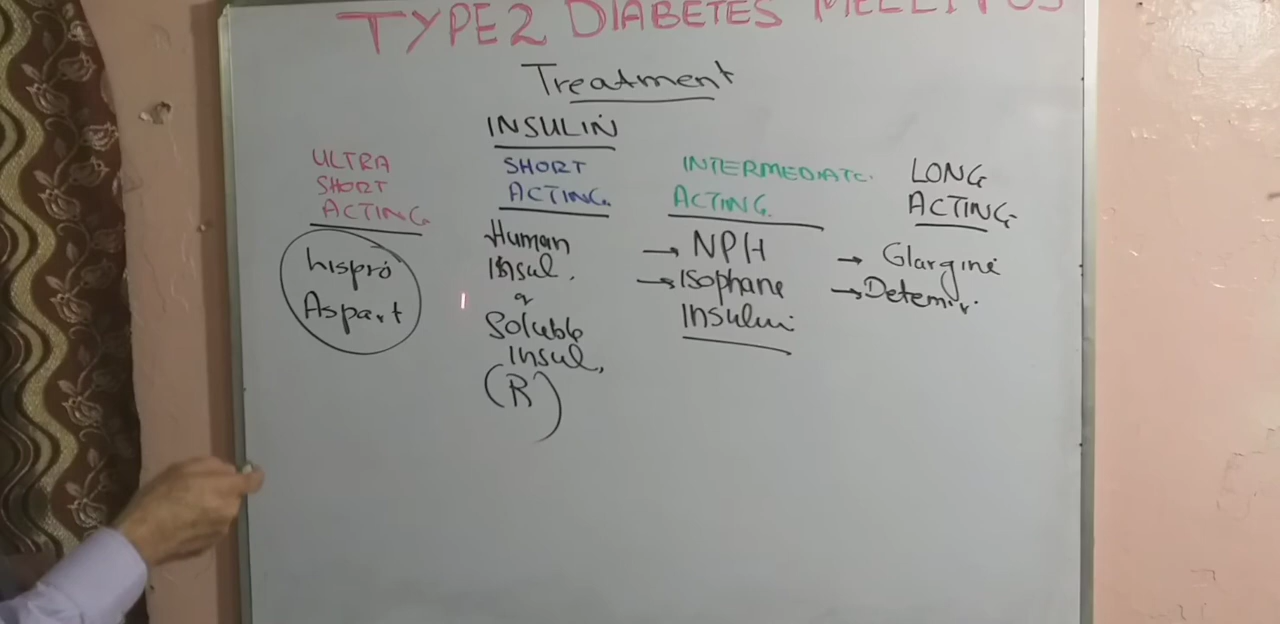 TYPE 2 DIABETES MELLITUS
Treatment
INSULIN
ULTRA
SHORT
ACTING
Lispro
Aspart
SHORT
ACTING
Human
Insul.
or
Soluble
Insul,
(R)
INTERMEDIATE
ACTING
→ NPH
→ Isophane
Insulin
LONG
ACTING
→ Glargine
→ Detemir